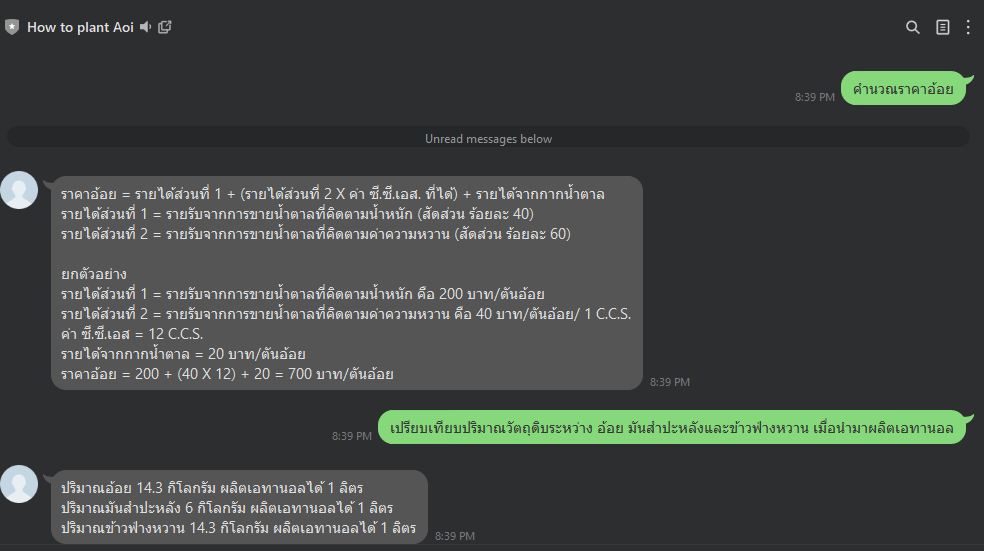 How to plant Aoi
คำนวณราคาอ้อย
8:39 PM
Unread messages below
ราคาอ้อย = รายได้ส่วนที่ 1 + (รายได้ส่วนที่ 2 X ค่า ซี.ซี.เอส. ที่ได้) + รายได้จากกากน้ำตาล
รายได้ส่วนที่ 1 = รายรับจากการขายน้ำตาลที่คิดตามน้ำหนัก (สัดส่วน ร้อยละ 40)
รายได้ส่วนที่ 2 = รายรับจากการขายน้ำตาลที่คิดตามค่าความหวาน (สัดส่วน ร้อยละ 60)
ยกตัวอย่าง
รายได้ส่วนที่ 1 = รายรับจากการขายน้ำตาลที่คิดตามน้ำหนัก คือ 200 บาท/ตันอ้อย
รายได้ส่วนที่ 2 = รายรับจากการขายน้ำตาลที่คิดตามค่าความหวาน คือ 40 บาท/ตันอ้อย/ 1 C.C.S.
ค่า ซี.ซี.เอส = 12 C.C.S.
รายได้จากกากน้ำตาล = 20 บาท/ตันอ้อย
ราคาอ้อย = 200 + (40 X 12) + 20 = 700 บาท/ตันอ้อย
8:39 PM
เปรียบเทียบปริมาณวัตถุดิบระหว่าง อ้อย มันสำปะหลังและข้าวฟ่างหวาน เมื่อนำมาผลิตเอทานอล
8:39 PM
ปริมาณอ้อย 14.3 กิโลกรัม ผลิตเอทานอลได้ 1 ลิตร
ปริมาณมันสำปะหลัง 6 กิโลกรัม ผลิตเอทานอลได้ 1 ลิตร
ปริมาณข้าวฟ่างหวาน 14.3 กิโลกรัม ผลิตเอทานอลได้ 1 ลิตร
8:39 PM